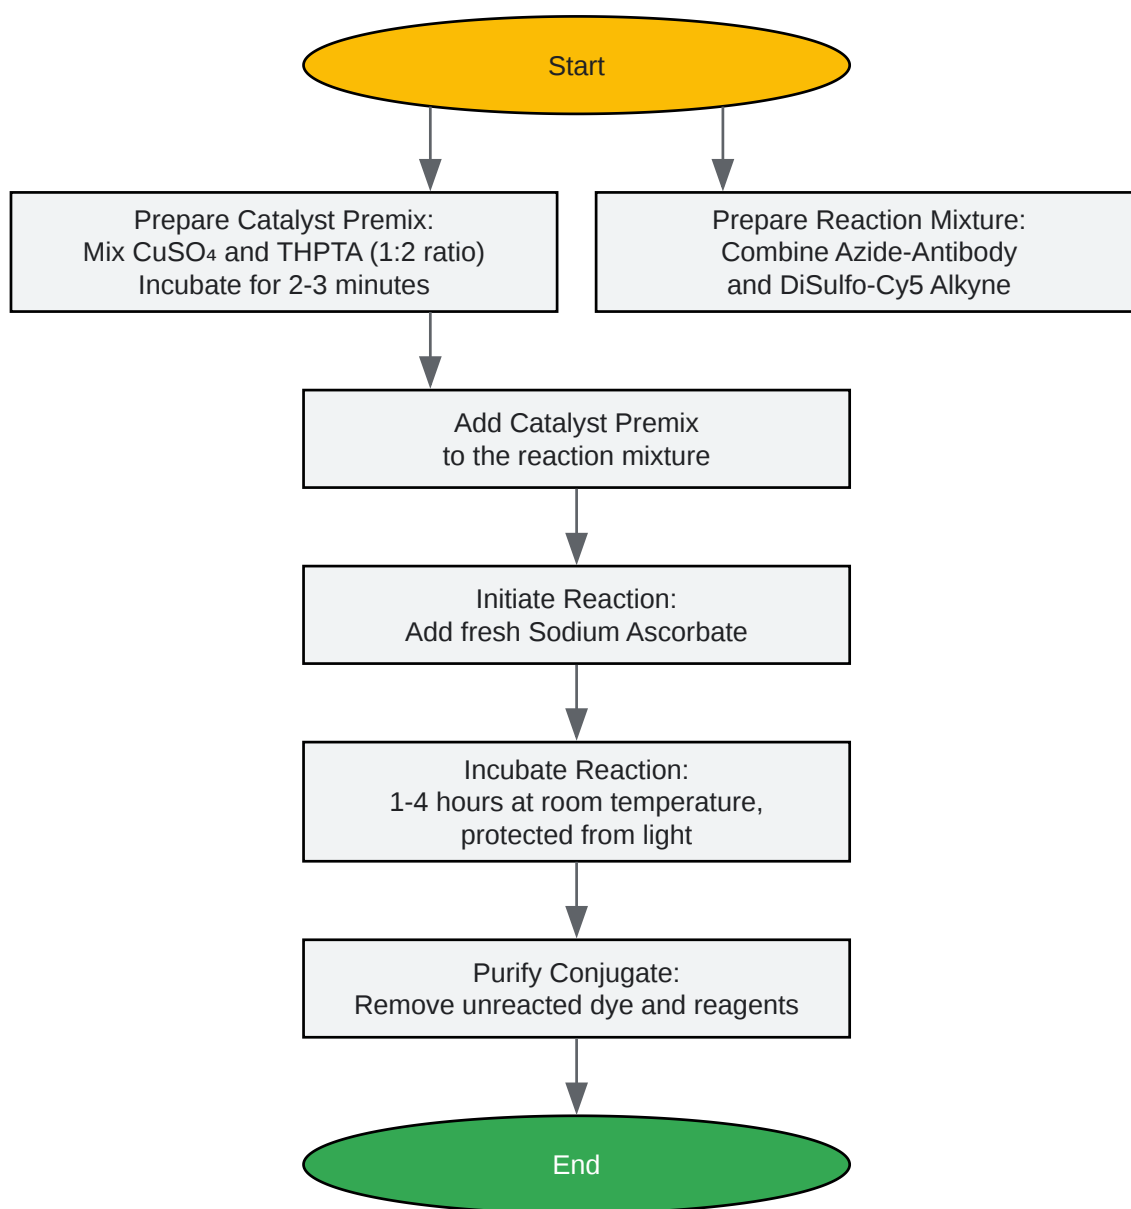 Start
Prepare Catalyst Premix:
Mix CuSO₄ and THPTA (1:2 ratio)
Incubate for 2-3 minutes
Prepare Reaction Mixture:
Combine Azide-Antibody
and DiSulfo-Cy5 Alkyne
Add Catalyst Premix
to the reaction mixture
Initiate Reaction:
Add fresh Sodium Ascorbate
Incubate Reaction:
1-4 hours at room temperature,
protected from light
Purify Conjugate:
Remove unreacted dye and reagents
End